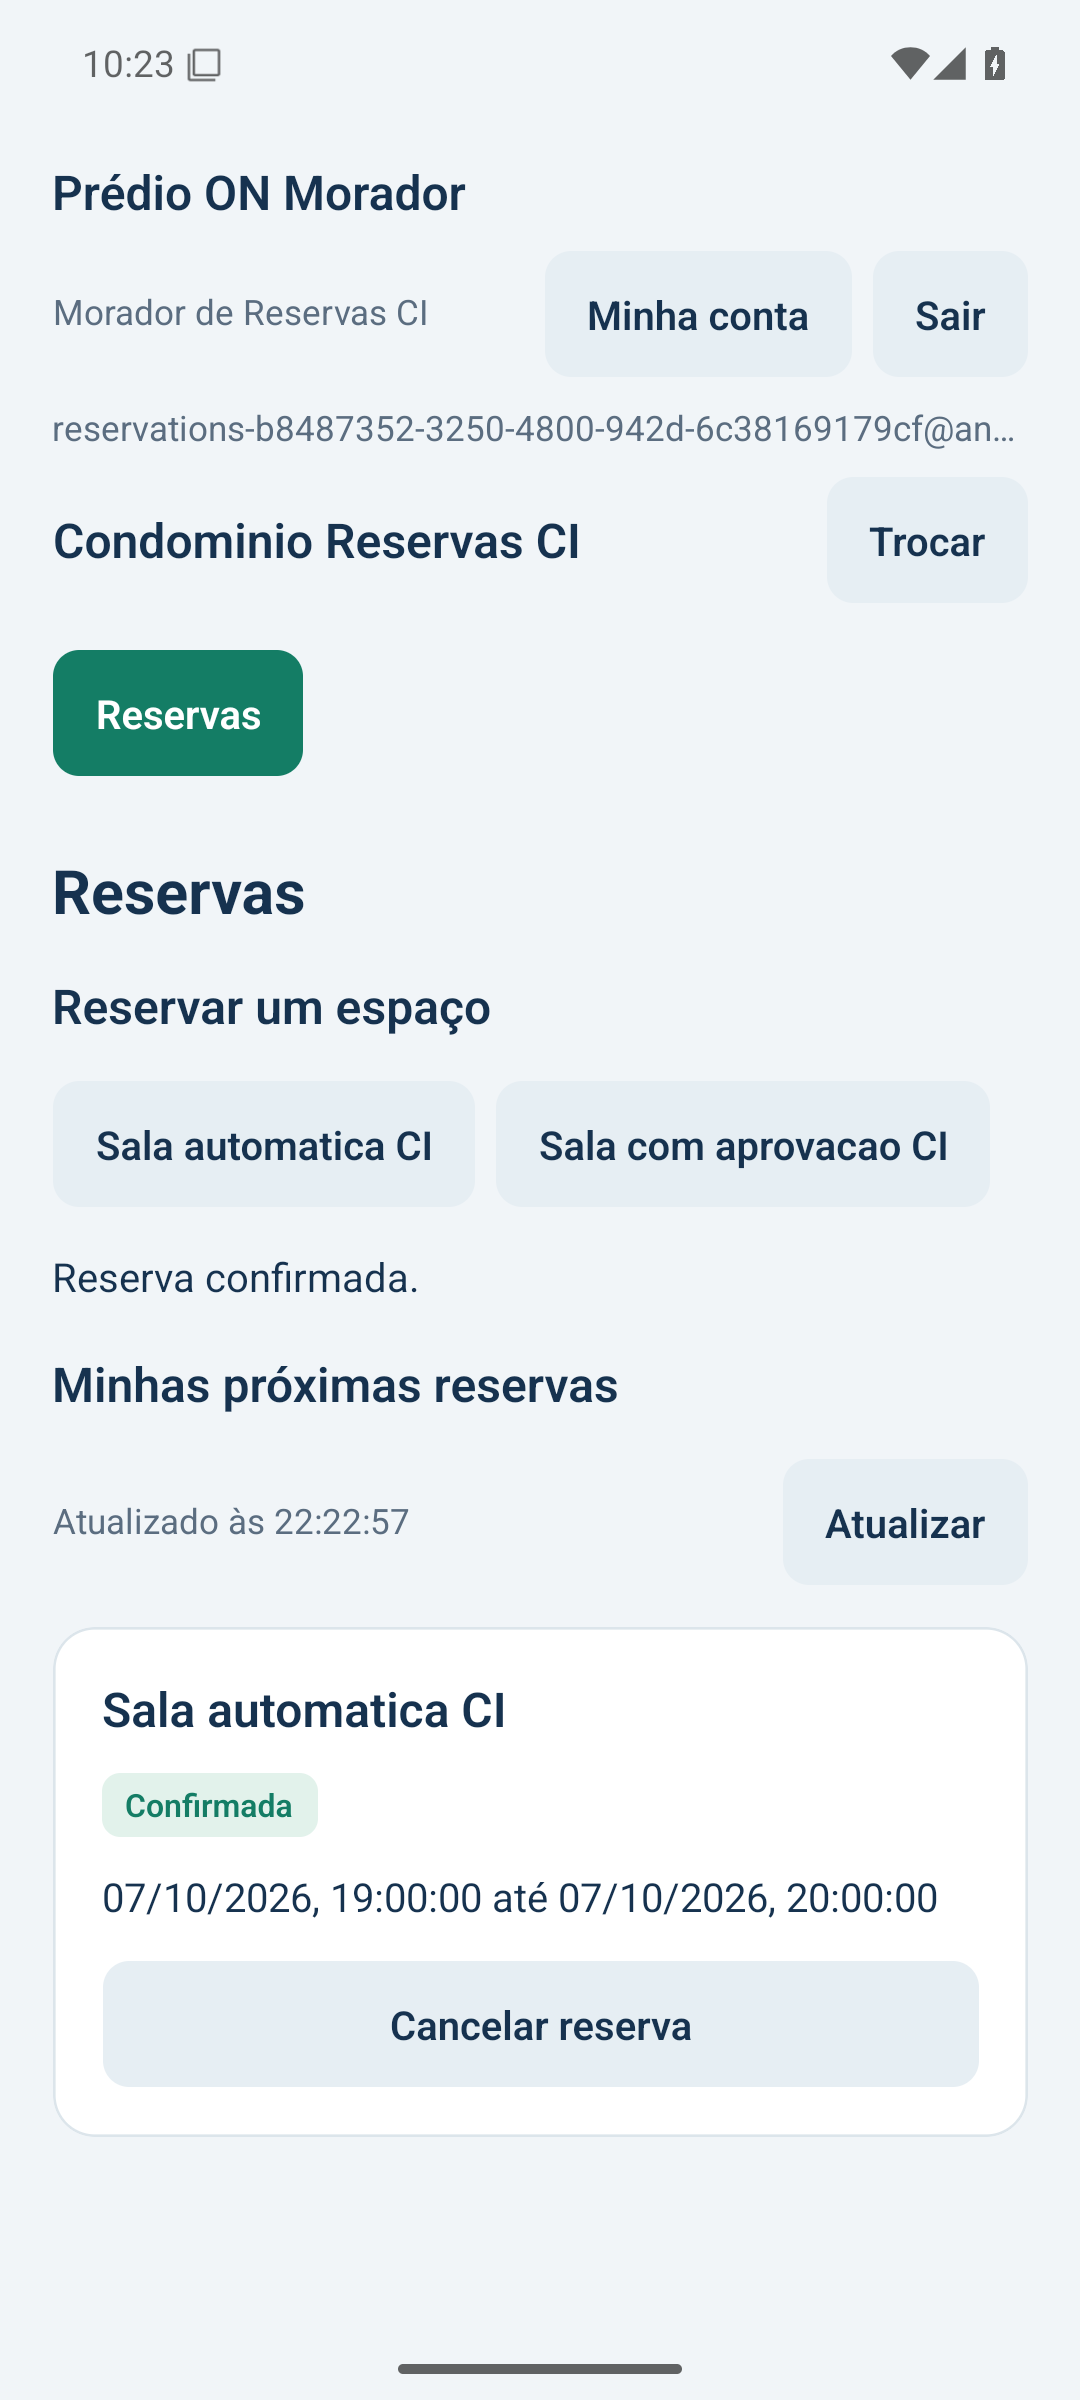 10:23
Prédio ON Morador
Morador de Reservas CI
Minha conta
Sair
reservations-b8487352-3250-4800-942d-6c38169179cf@an...
Condominio Reservas CI
Trocar
Reservas
Reservas
Reservar um espaço
Sala automatica CI
Sala com aprovacao CI
Reserva confirmada.
Minhas próximas reservas
Atualizado às 22:22:57
Atualizar
Sala automatica CI
Confirmada
07/10/2026, 19:00:00 até 07/10/2026, 20:00:00
Cancelar reserva